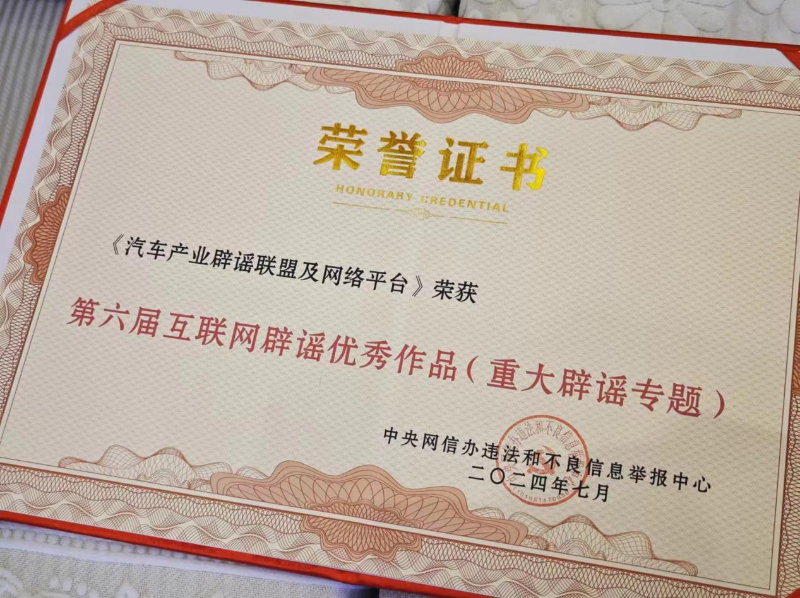 荣誉证书
HONORARY CREDENTIAL
《汽车产业辟谣联盟及网络平台》荣获
第六届互联网辟谣优秀作品（重大辟谣专题）
中央网信办违法和不良信息举报中心
二〇二四年七月